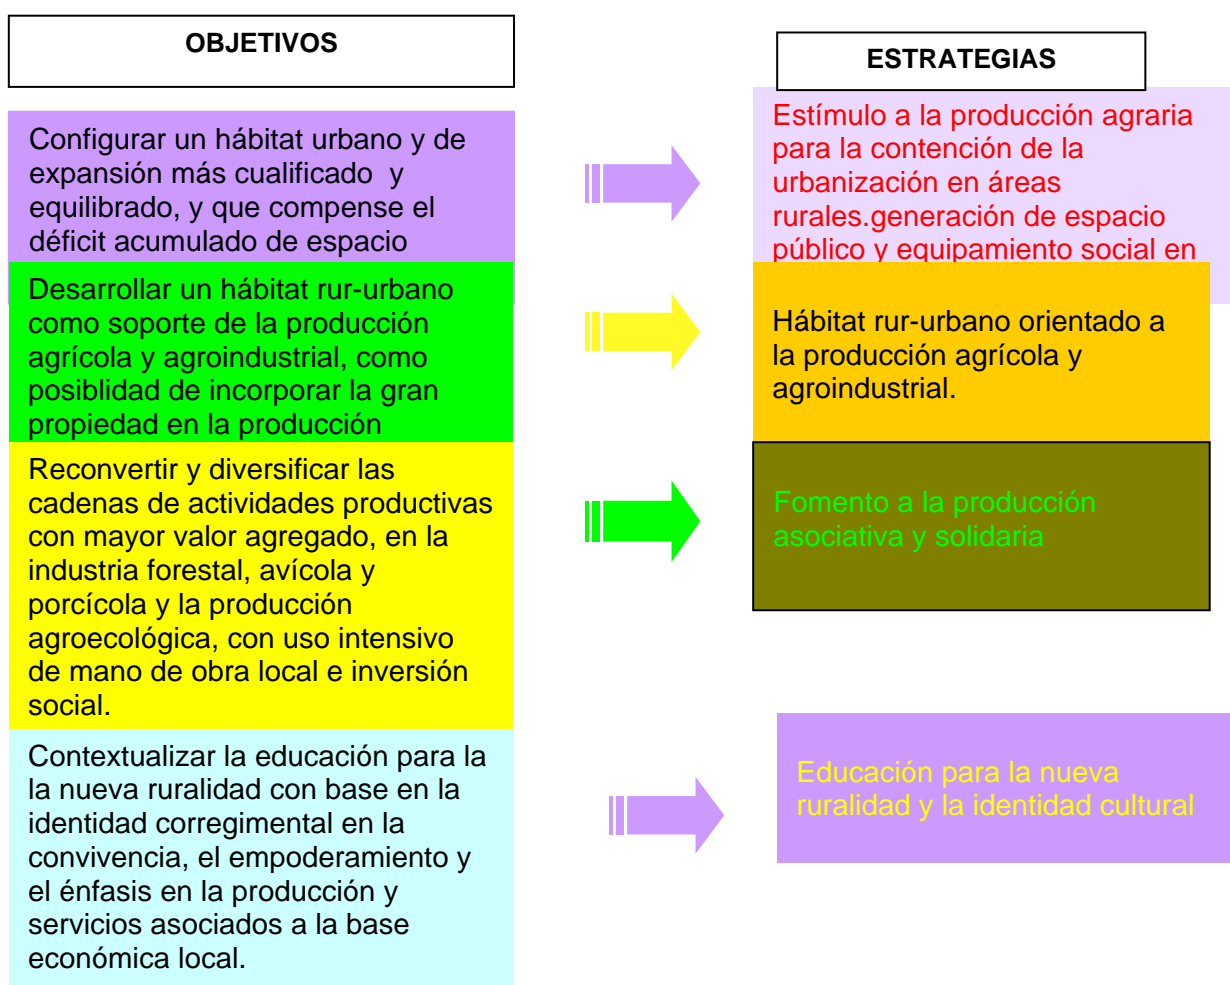 OBJETIVOS
ESTRATEGIAS
Configurar un hábitat urbano y de
expansión más cualificado y
equilibrado, y que compense el
déficit acumulado de espacio
Estímulo a la producción agraria
para la contención de la
urbanización en áreas
rurales.generación de espacio
público y equipamiento social en
Desarrollar un hábitat rur-urbano
como soporte de la producción
agrícola y agroindustrial, como
posiblidad de incorporar la gran
propiedad en la producción
Hábitat rur-urbano orientado a
la producción agrícola y
agroindustrial.
Reconvertir y diversificar las
cadenas de actividades productivas
con mayor valor agregado, en la
industria forestal, avícola y
porcícola y la producción
agroecológica, con uso intensivo
de mano de obra local e inversión
social.
Fomento a la producción
asociativa y solidaria
Contextualizar la educación para la
la nueva ruralidad con base en la
identidad corregimental en la
convivencia, el empoderamiento y
el énfasis en la producción y
servicios asociados a la base
económica local.
Educación para la nueva
ruralidad y la identidad cultural